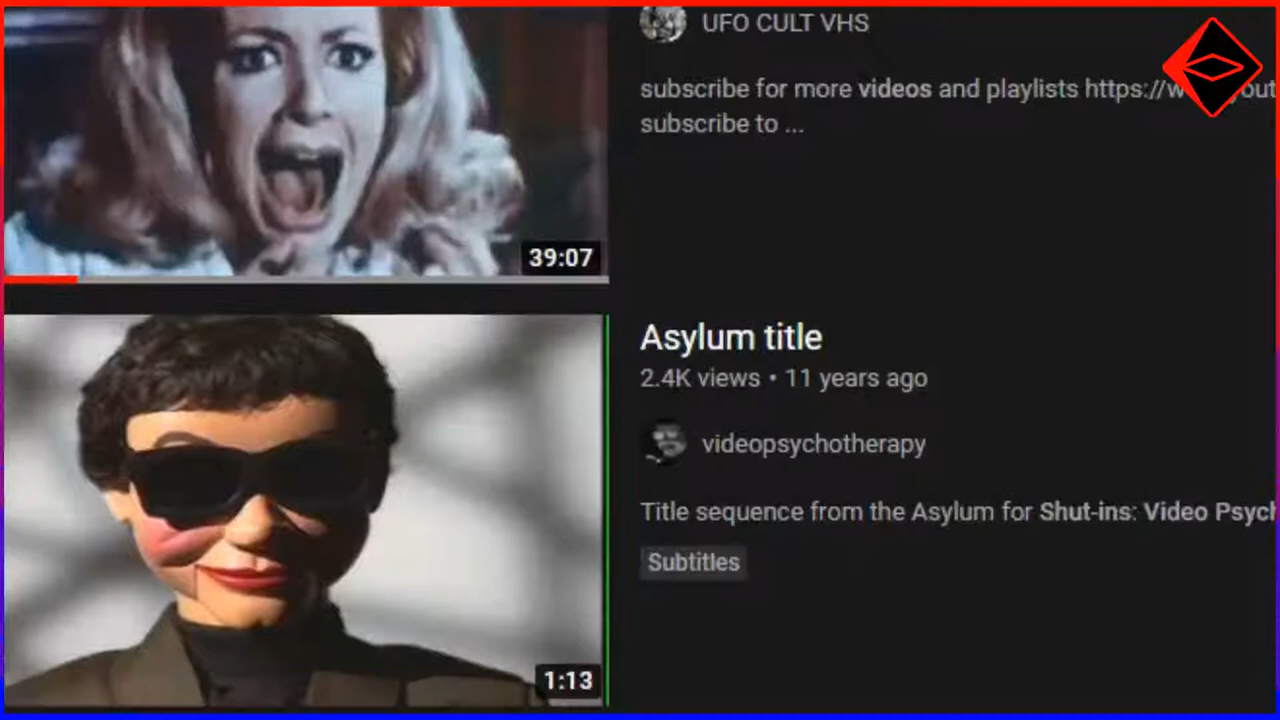 UFO CULT VHS
subscribe for more videos and playlists https://w
subscribe to ...
39:07
Asylum title
2.4K views • 11 years ago
videopsychotherapy
Title sequence from the Asylum for Shut-ins: Video Psych
Subtitles
1:13